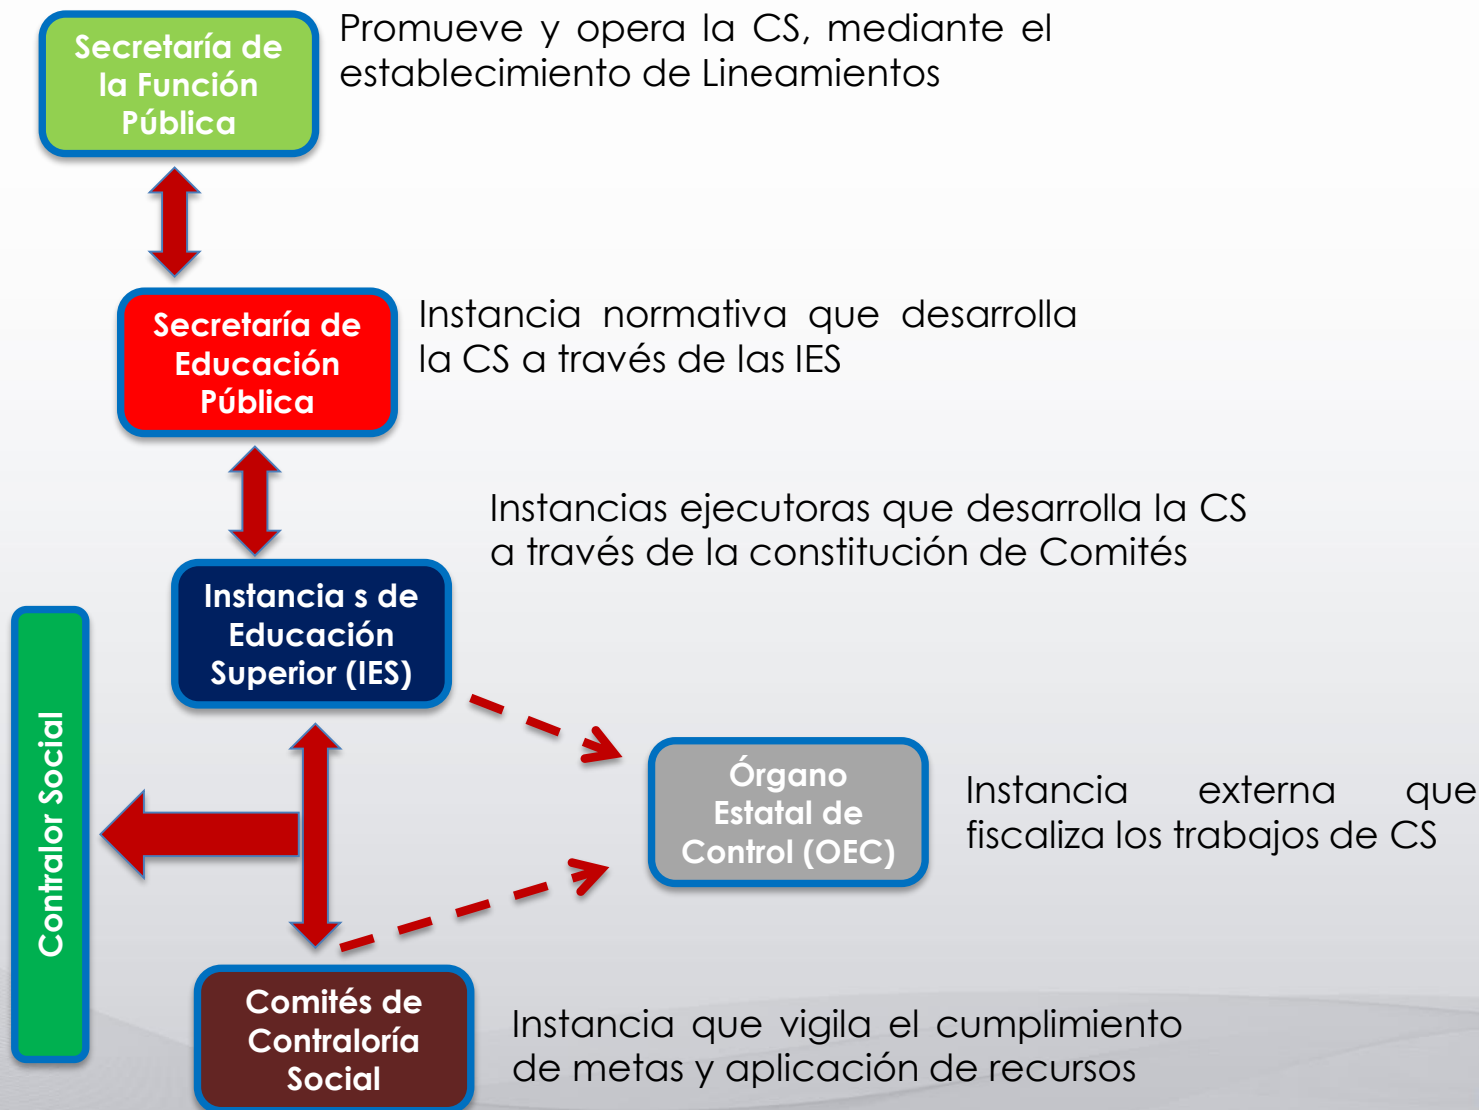 Secretaría de
la Función
Pública
Promueve y opera la CS, mediante el
establecimiento de Lineamientos
Secretaría de
Educación
Pública
Instancia normativa que desarrolla
la CS a través de las IES
Instancias ejecutoras que desarrolla la CS
a través de la constitución de Comités
Instancia s de
Educación
Superior (IES)
Contralor Social
Órgano
Estatal de
Control (OEC)
Instancia externa que
fiscaliza los trabajos de CS
Comités de
Contraloría
Social
Instancia que vigila el cumplimiento
de metas y aplicación de recursos